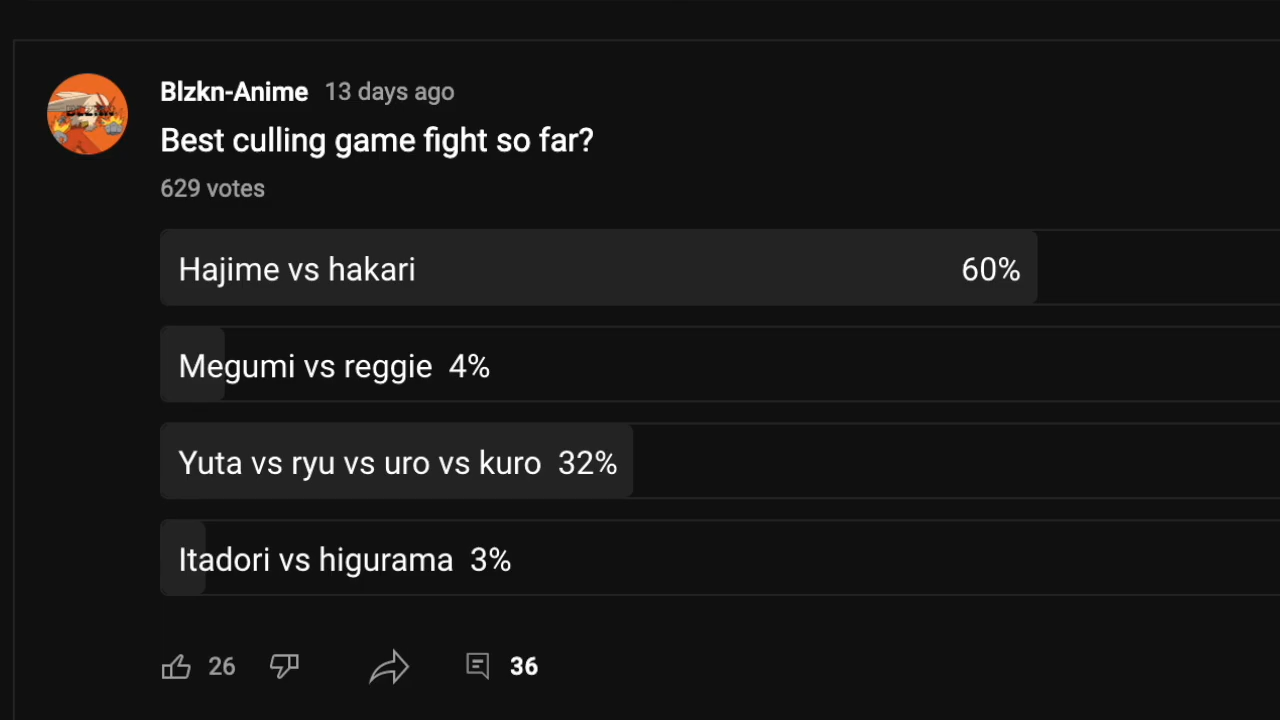 Blzkn-Anime 13 days ago
Best culling game fight so far?
629 votes
Hajime vs hakari 60%
Megumi vs reggie 4%
Yuta vs ryu vs uro vs kuro 32%
Itadori vs higurama 3%
26 36